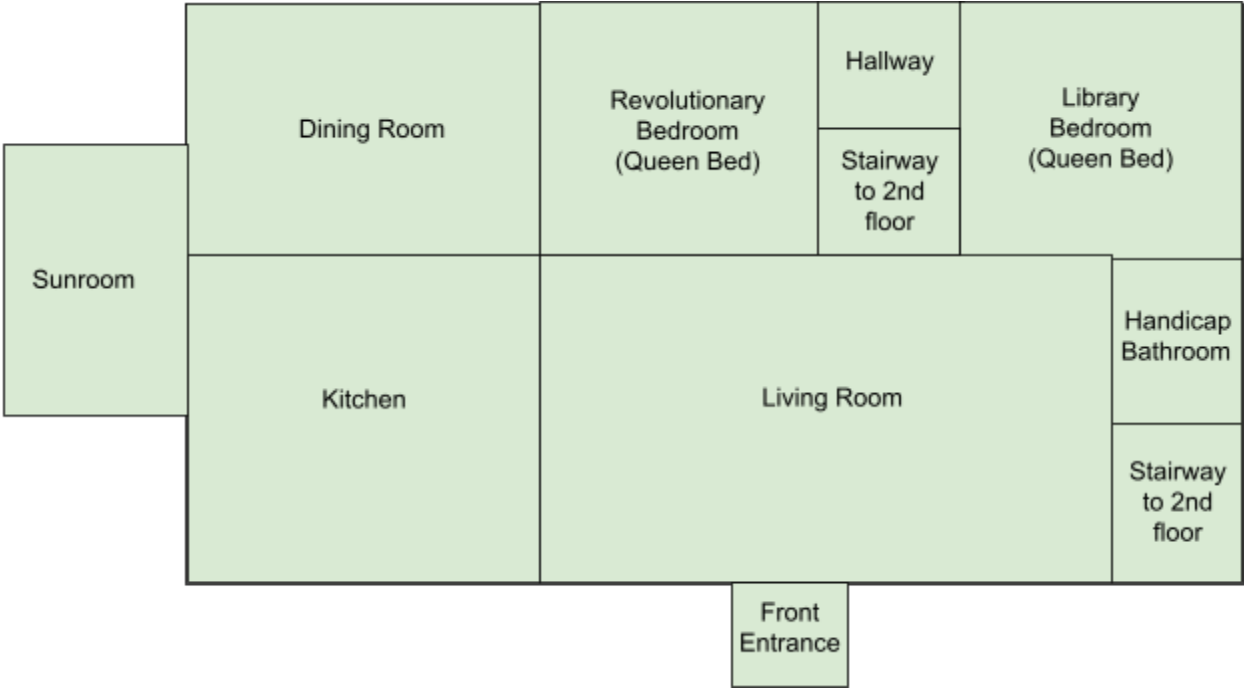 Dining Room
Revolutionary
Bedroom
(Queen Bed)
Hallway
Library
Bedroom
(Queen Bed)
Stairway
to 2nd
floor
Sunroom
Kitchen
Living Room
Handicap
Bathroom
Stairway
to 2nd
floor
Front
Entrance